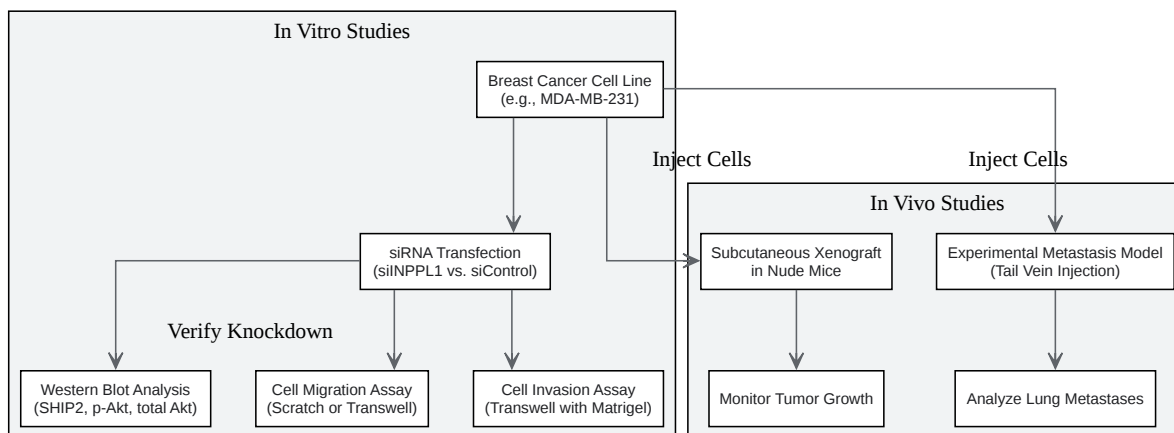 In Vitro Studies
Breast Cancer Cell Line
(e.g., MDA-MB-231)
Inject Cells
Inject Cells
In Vivo Studies
siRNA Transfection
(siINPPL1 vs. siControl)
Subcutaneous Xenograft
in Nude Mice
Experimental Metastasis Model
(Tail Vein Injection)
Verify Knockdown
Western Blot Analysis
(SHIP2, p-Akt, total Akt)
Cell Migration Assay
(Scratch or Transwell)
Cell Invasion Assay
(Transwell with Matrigel)
Monitor Tumor Growth
Analyze Lung Metastases